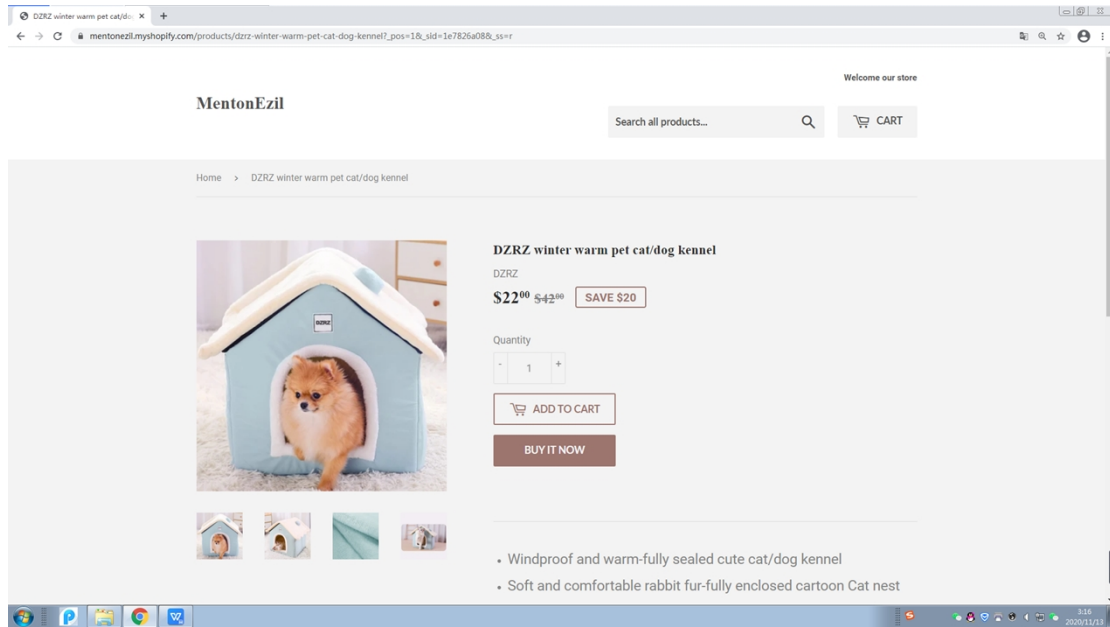 DZRZ winter warm pet cat/do
mentonezil.myshopify.com/products/dzrz-winter-warm-pet-cat-dog-kennel?_pos=1&_sid=1e7826a08&_ss=r
Welcome our store
MentonEzil
Search all products...
CART
Home › DZRZ winter warm pet cat/dog kennel
DZRZ winter warm pet cat/dog kennel
DZRZ
$22⁰⁰ $42⁰⁰ SAVE $20
DZRZ
Quantity
- 1 +
ADD TO CART
BUY IT NOW
• Windproof and warm-fully sealed cute cat/dog kennel
• Soft and comfortable rabbit fur-fully enclosed cartoon Cat nest
3:16
2020/11/13